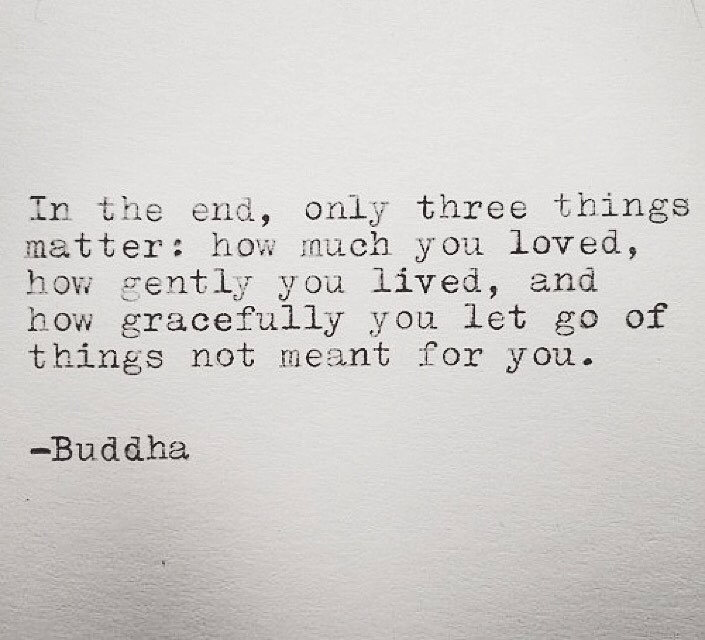 In the end, only three things
matter: how much you loved,
how gently you lived, and
how gracefully you let go of
things not meant for you.
-Buddha